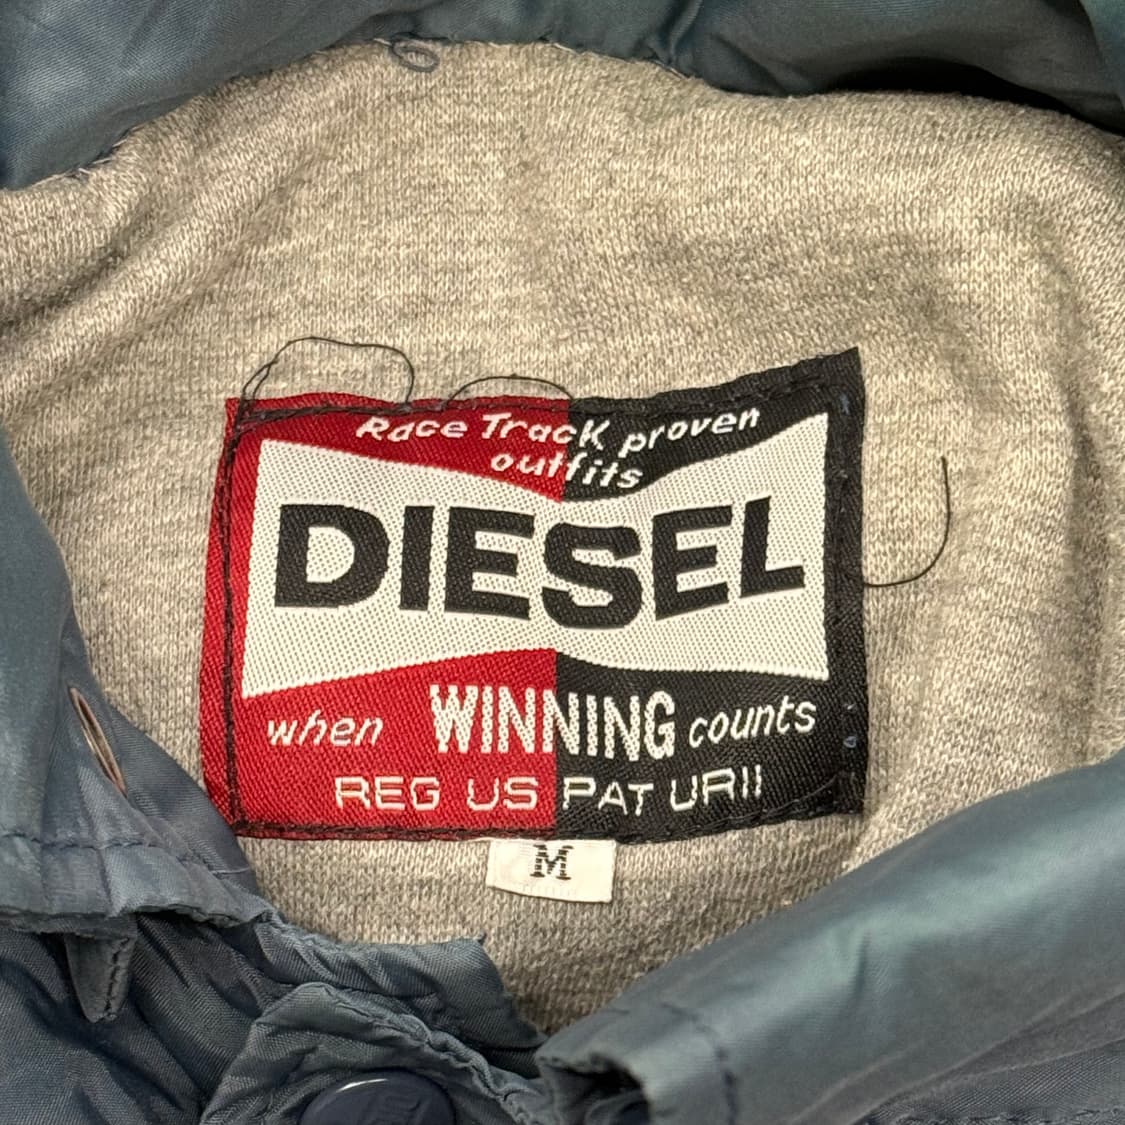 Race Track proven
outfits
DIESEL
when WINNING counts
REG US PAT URII
M